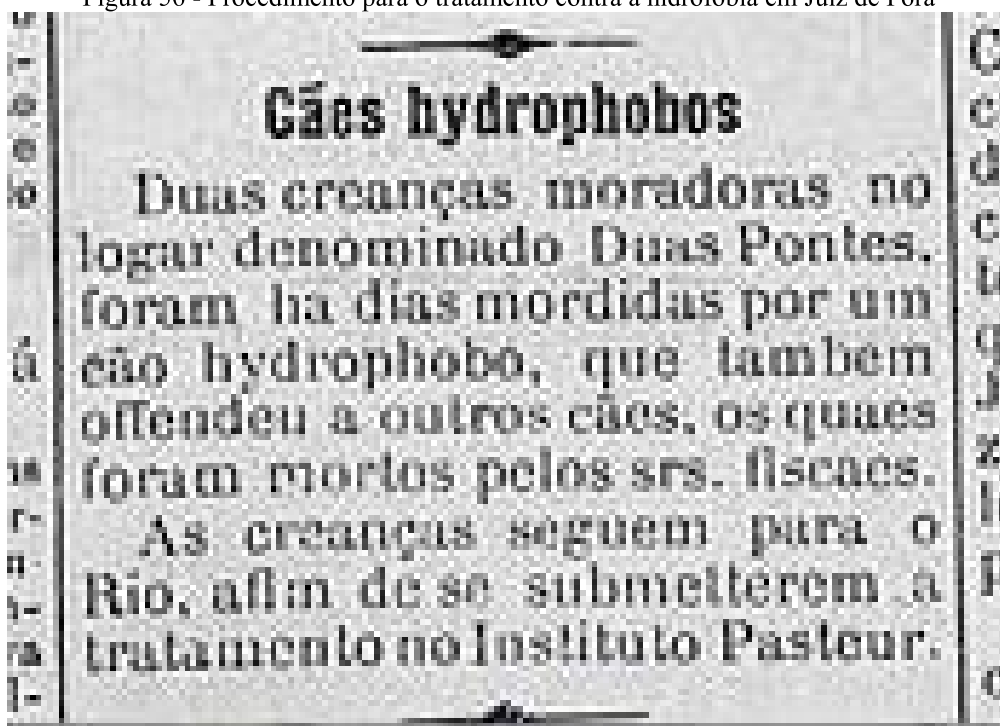 Figura 56 - Procedimento para o tratamento contra a hidrofobia em Juiz de Fora
Cães hydrophobos
Duas creanças moradoras no
logar denominado Duas Pontes,
foram ha dias mordidas por um
cão hydrophobo, que tambem
offendeu a outros cães, os quaes
foram mortos pelos srs. fiscaes.
As creanças seguem para o
Rio, afim de se submetterem a
tratamento no Instituto Pasteur.